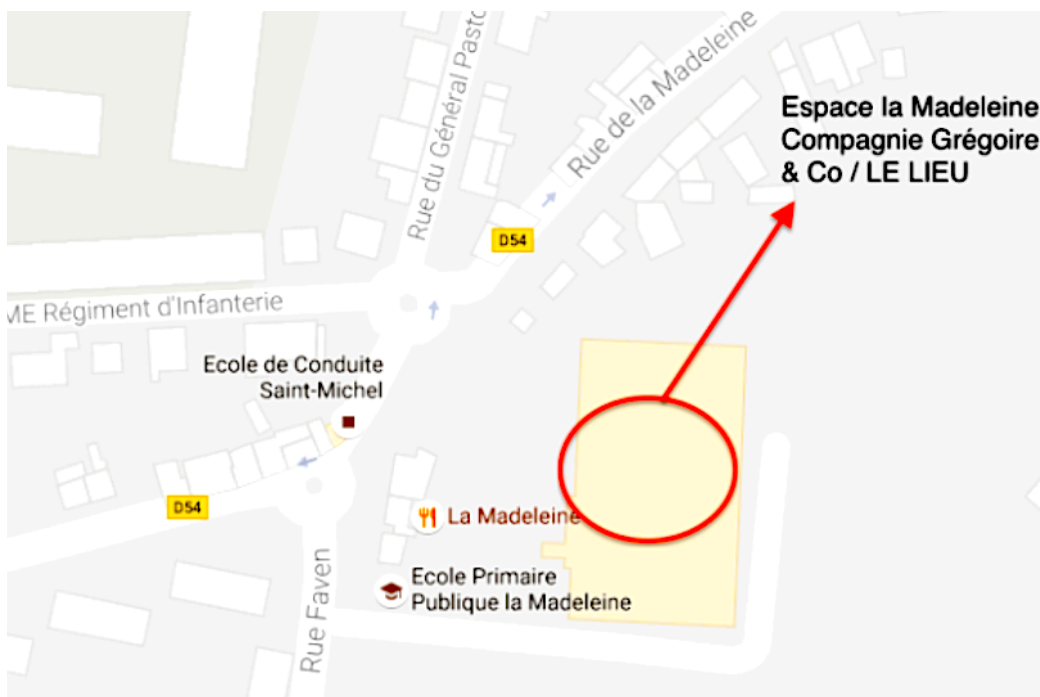 Rue du Général Pasto
Rue de la Madeleine
Espace la Madeleine
Compagnie Grégoire
& Co / LE LIEU
D54
ME Régiment d'Infanterie
Ecole de Conduite
Saint-Michel
D54
La Madeleine
Ecole Primaire
Publique la Madeleine
Rue Faven